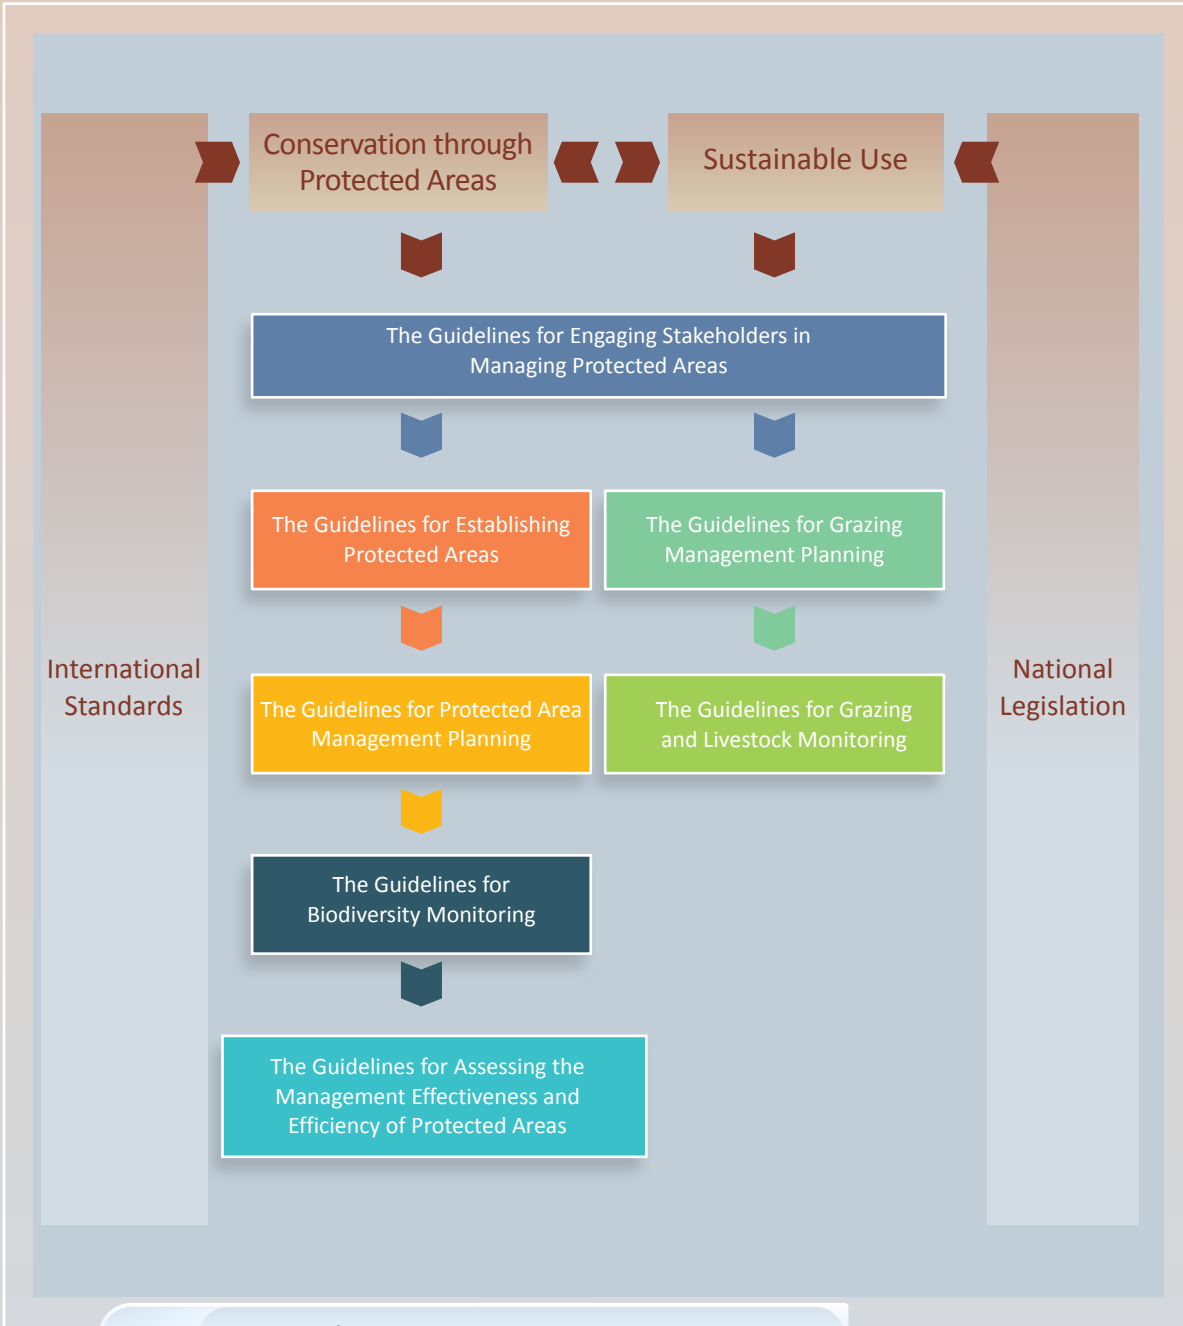 Conservation through
Protected Areas
Sustainable Use
The Guidelines for Engaging Stakeholders in
Managing Protected Areas
The Guidelines for Establishing
Protected Areas
The Guidelines for Grazing
Management Planning
International
Standards
National
Legislation
The Guidelines for Protected Area
Management Planning
The Guidelines for Grazing
and Livestock Monitoring
The Guidelines for
Biodiversity Monitoring
The Guidelines for Assessing the
Management Effectiveness and
Efficiency of Protected Areas